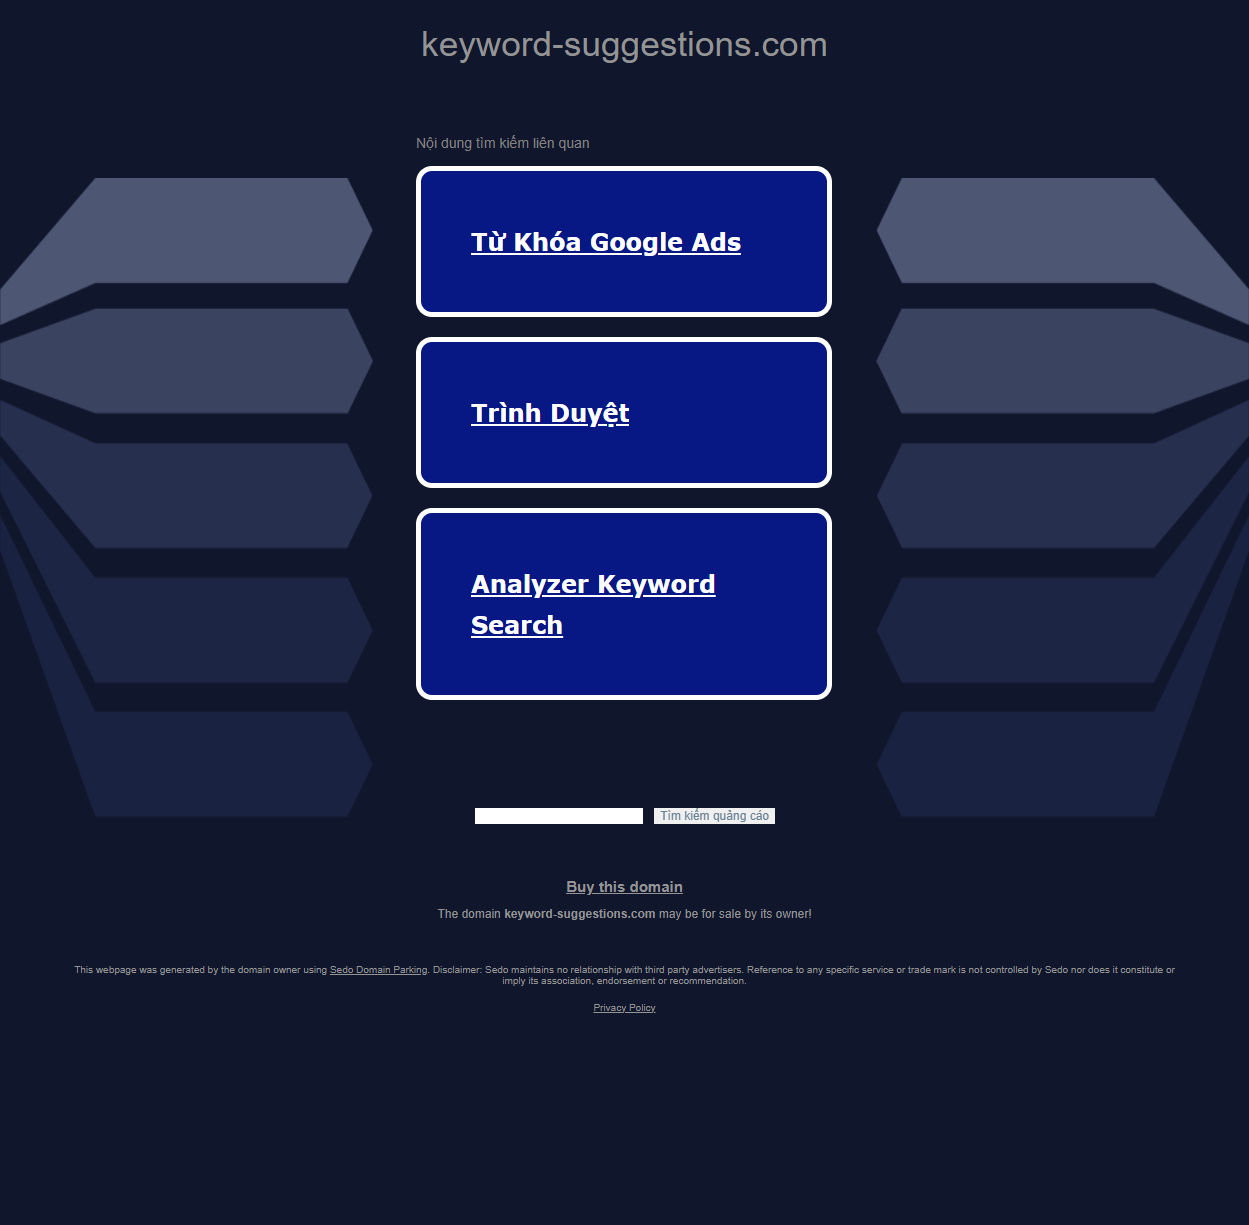 keyword-suggestions.com
Nội dung tìm kiếm liên quan
Từ Khóa Google Ads
Trình Duyệt
Analyzer Keyword
Search
Tìm kiếm quảng cáo
Buy this domain
The domain keyword-suggestions.com may be for sale by its owner!
This webpage was generated by the domain owner using Sedo Domain Parking. Disclaimer: Sedo maintains no relationship with third party advertisers. Reference to any specific service or trade mark is not controlled by Sedo nor does it constitute or
imply its association, endorsement or recommendation.
Privacy Policy